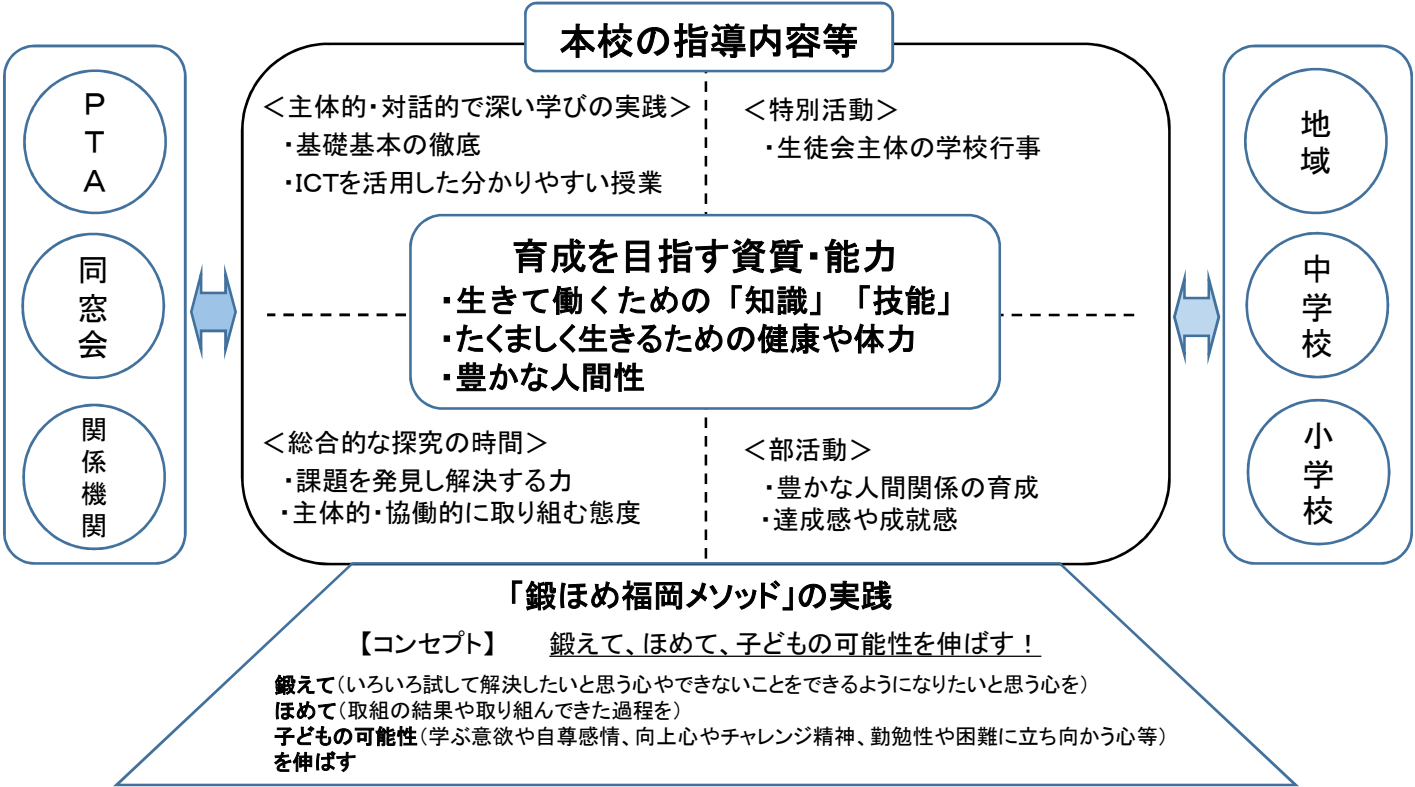 本校の指導内容等
PTA
同窓会
関係機関
＜主体的・対話的で深い学びの実践＞
・基礎基本の徹底
・ICTを活用した分かりやすい授業
＜特別活動＞
・生徒会主体の学校行事
育成を目指す資質・能力
・生きて働くための「知識」「技能」
・たくましく生きるための健康や体力
・豊かな人間性
＜総合的な探究の時間＞
・課題を発見し解決する力
・主体的・協働的に取り組む態度
＜部活動＞
・豊かな人間関係の育成
・達成感や成就感
地域
中学校
小学校
「鍛ほめ福岡メソッド」の実践
【コンセプト】　鍛えて、ほめて、子どもの可能性を伸ばす！
鍛えて（いろいろ試して解決したいと思う心やできないことをできるようになりたいと思う心を）
ほめて（取組の結果や取り組んできた過程を）
子どもの可能性（学ぶ意欲や自尊感情、向上心やチャレンジ精神、勤勉性や困難に立ち向かう心等）
を伸ばす